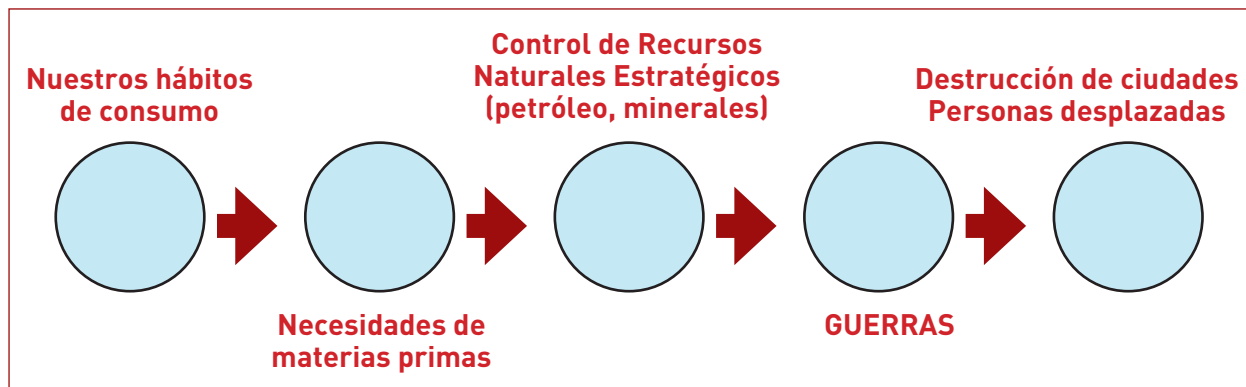 Nuestros hábitos
de consumo
Necesidades de
materias primas
Control de Recursos
Naturales Estratégicos
(petróleo, minerales)
GUERRAS
Destrucción de ciudades
Personas desplazadas